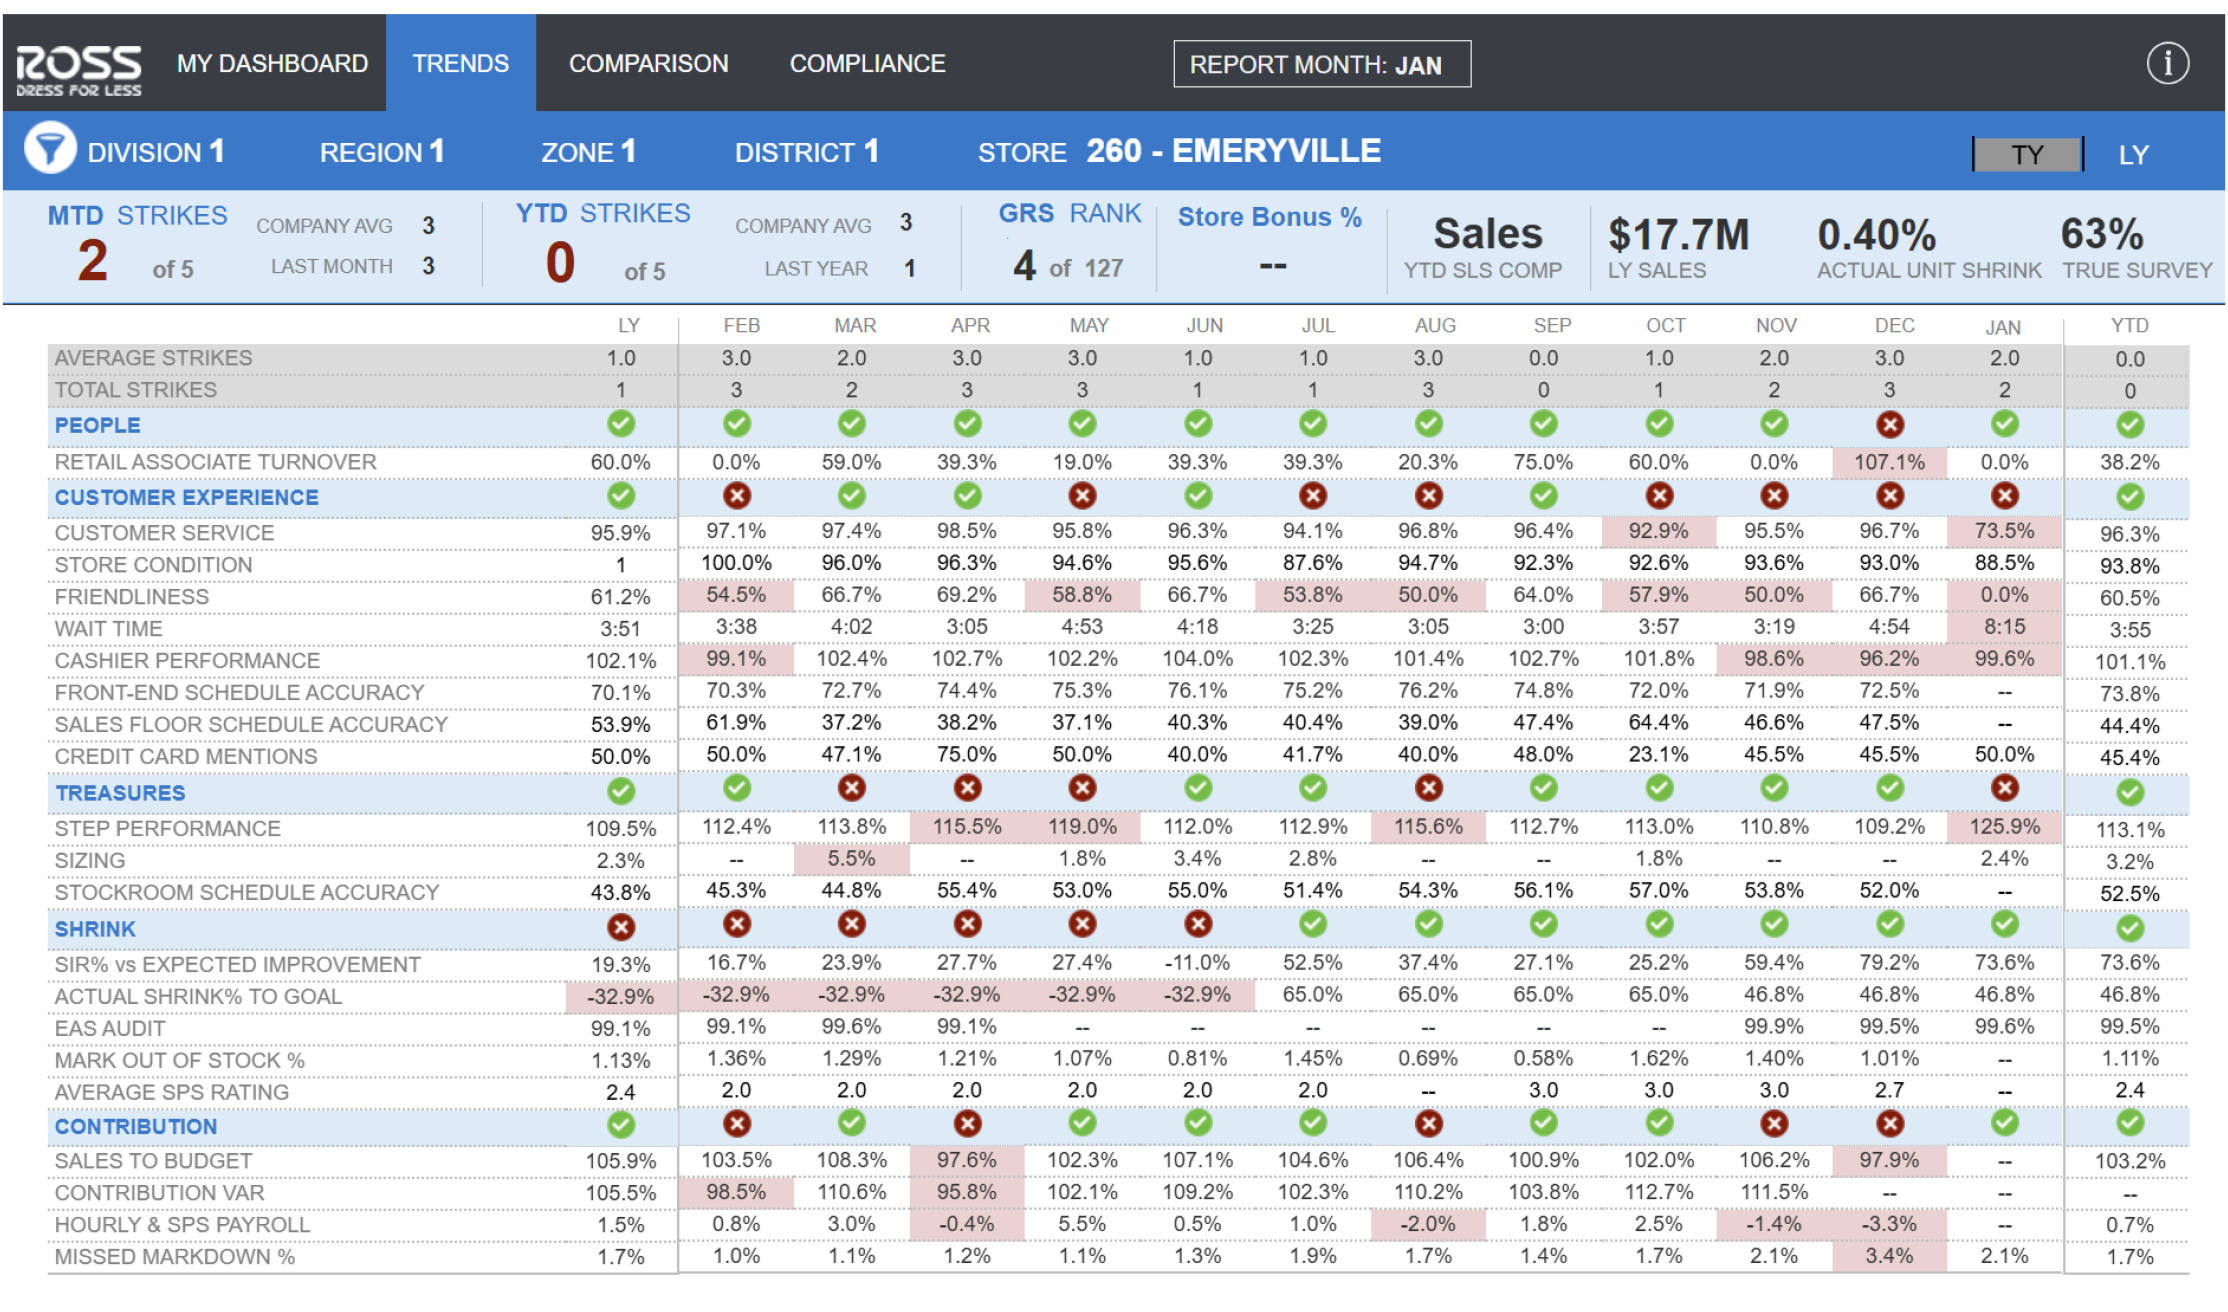 ROSS MY DASHBOARD TRENDS COMPARISON COMPLIANCE REPORT MONTH: JAN i
DRESS FOR LESS
DIVISION 1 REGION 1 ZONE 1 DISTRICT 1 STORE 260 - EMERYVILLE TY LY
MTD STRIKES COMPANY AVG 3 YTD STRIKES COMPANY AVG 3 GRS RANK Store Bonus % Sales $17.7M 0.40% 63%
2 of 5 LAST MONTH 3 0 of 5 LAST YEAR 1 4 of 127 -- YTD SLS COMP LY SALES ACTUAL UNIT SHRINK TRUE SURVEY
LY FEB MAR APR MAY JUN JUL AUG SEP OCT NOV DEC JAN YTD
AVERAGE STRIKES 1.0 3.0 2.0 3.0 3.0 1.0 1.0 3.0 0.0 1.0 2.0 3.0 2.0 0.0
TOTAL STRIKES 1 3 2 3 3 1 1 3 0 1 2 3 2 0
PEOPLE
RETAIL ASSOCIATE TURNOVER 60.0% 0.0% 59.0% 39.3% 19.0% 39.3% 39.3% 20.3% 75.0% 60.0% 0.0% 107.1% 0.0% 38.2%
CUSTOMER EXPERIENCE
CUSTOMER SERVICE 95.9% 97.1% 97.4% 98.5% 95.8% 96.3% 94.1% 96.8% 96.4% 92.9% 95.5% 96.7% 73.5% 96.3%
STORE CONDITION 1 100.0% 96.0% 96.3% 94.6% 95.6% 87.6% 94.7% 92.3% 92.6% 93.6% 93.0% 88.5% 93.8%
FRIENDLINESS 61.2% 54.5% 66.7% 69.2% 58.8% 66.7% 53.8% 50.0% 64.0% 57.9% 50.0% 66.7% 0.0% 60.5%
WAIT TIME 3:51 3:38 4:02 3:05 4:53 4:18 3:25 3:05 3:00 3:57 3:19 4:54 8:15 3:55
CASHIER PERFORMANCE 102.1% 99.1% 102.4% 102.7% 102.2% 104.0% 102.3% 101.4% 102.7% 101.8% 98.6% 96.2% 99.6% 101.1%
FRONT-END SCHEDULE ACCURACY 70.1% 70.3% 72.7% 74.4% 75.3% 76.1% 75.2% 76.2% 74.8% 72.0% 71.9% 72.5% -- 73.8%
SALES FLOOR SCHEDULE ACCURACY 53.9% 61.9% 37.2% 38.2% 37.1% 40.3% 40.4% 39.0% 47.4% 64.4% 46.6% 47.5% -- 44.4%
CREDIT CARD MENTIONS 50.0% 50.0% 47.1% 75.0% 50.0% 40.0% 41.7% 40.0% 48.0% 23.1% 45.5% 45.5% 50.0% 45.4%
TREASURES
STEP PERFORMANCE 109.5% 112.4% 113.8% 115.5% 119.0% 112.0% 112.9% 115.6% 112.7% 113.0% 110.8% 109.2% 125.9% 113.1%
SIZING 2.3% -- 5.5% -- 1.8% 3.4% 2.8% -- -- 1.8% -- -- 2.4% 3.2%
STOCKROOM SCHEDULE ACCURACY 43.8% 45.3% 44.8% 55.4% 53.0% 55.0% 51.4% 54.3% 56.1% 57.0% 53.8% 52.0% -- 52.5%
SHRINK
SIR% vs EXPECTED IMPROVEMENT 19.3% 16.7% 23.9% 27.7% 27.4% -11.0% 52.5% 37.4% 27.1% 25.2% 59.4% 79.2% 73.6% 73.6%
ACTUAL SHRINK% TO GOAL -32.9% -32.9% -32.9% -32.9% -32.9% -32.9% 65.0% 65.0% 65.0% 65.0% 46.8% 46.8% 46.8% 46.8%
EAS AUDIT 99.1% 99.1% 99.6% 99.1% -- -- -- -- -- -- 99.9% 99.5% 99.6% 99.5%
MARK OUT OF STOCK % 1.13% 1.36% 1.29% 1.21% 1.07% 0.81% 1.45% 0.69% 0.58% 1.62% 1.40% 1.01% -- 1.11%
AVERAGE SPS RATING 2.4 2.0 2.0 2.0 2.0 2.0 2.0 -- 3.0 3.0 3.0 2.7 -- 2.4
CONTRIBUTION
SALES TO BUDGET 105.9% 103.5% 108.3% 97.6% 102.3% 107.1% 104.6% 106.4% 100.9% 102.0% 106.2% 97.9% -- 103.2%
CONTRIBUTION VAR 105.5% 98.5% 110.6% 95.8% 102.1% 109.2% 102.3% 110.2% 103.8% 112.7% 111.5% -- -- --
HOURLY & SPS PAYROLL 1.5% 0.8% 3.0% -0.4% 5.5% 0.5% 1.0% -2.0% 1.8% 2.5% -1.4% -3.3% -- 0.7%
MISSED MARKDOWN % 1.7% 1.0% 1.1% 1.2% 1.1% 1.3% 1.9% 1.7% 1.4% 1.7% 2.1% 3.4% 2.1% 1.7%